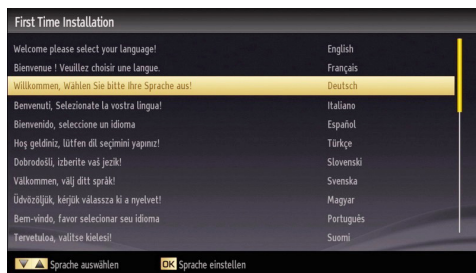 First Time Installation
Welcome please select your language! English
Bienvenue ! Veuillez choisir une langue. Français
Willkommen, Wählen Sie bitte Ihre Sprache aus! Deutsch
Benvenuti, Selezionate la vostra lingua! Italiano
Bienvenido, seleccione un idioma Español
Hoş geldiniz, lütfen dil seçimini yapınız! Türkçe
Dobrodošli, izberite vaš jezik! Slovenski
Välkommen, välj ditt språk! Svenska
Üdvözöljük, kérjük válassza ki a nyelvet! Magyar
Bem-vindo, favor selecionar seu idioma Português
Tervetuloa, valitse kielesi! Suomi
Sprache auswählen OK Sprache einstellen